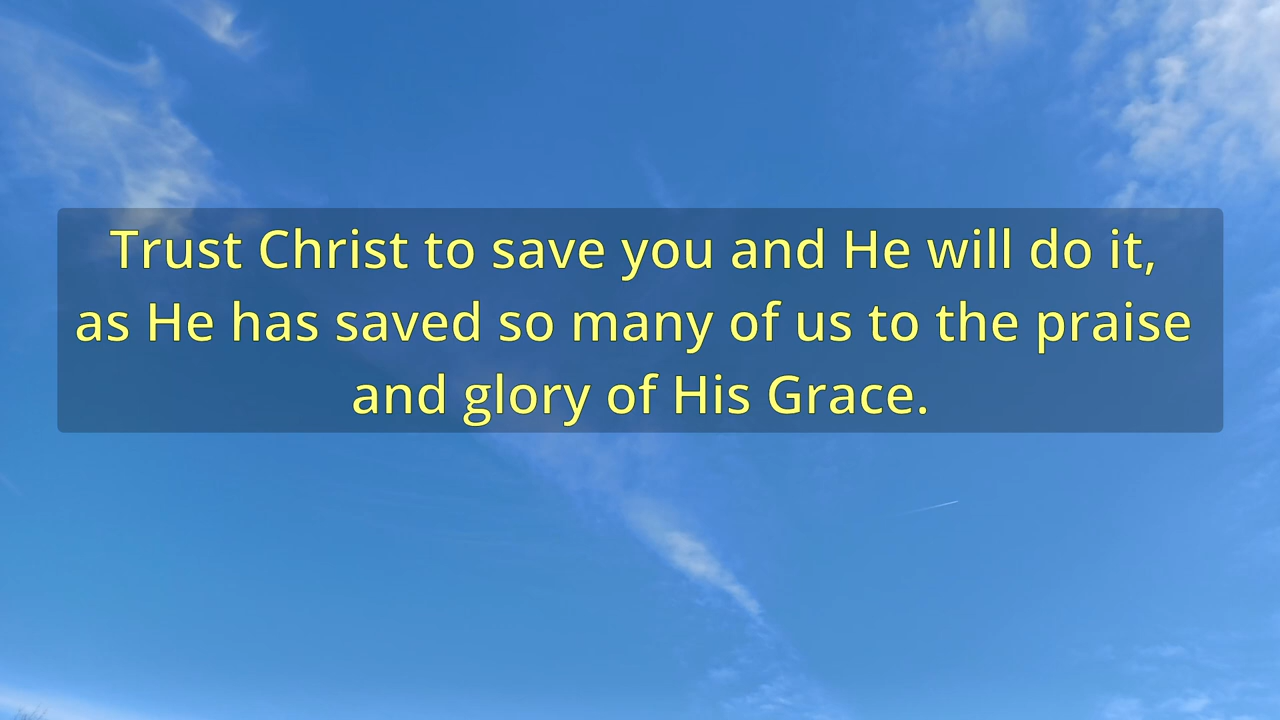 Trust Christ to save you and He will do it,
as He has saved so many of us to the praise
and glory of His Grace.